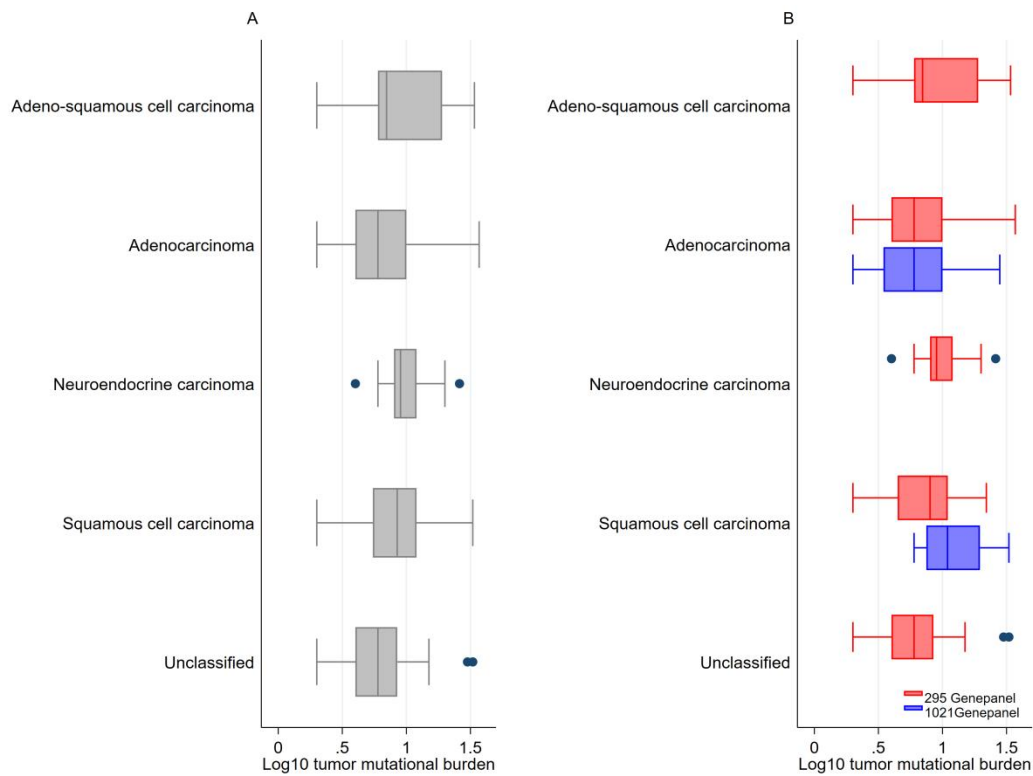 A
Adeno-squamous cell carcinoma
Adenocarcinoma
Neuroendocrine carcinoma
Squamous cell carcinoma
Unclassified
0 .5 1 1.5
Log10 tumor mutational burden
B
Adeno-squamous cell carcinoma
Adenocarcinoma
Neuroendocrine carcinoma
Squamous cell carcinoma
Unclassified
295 Genepanel
1021Genepanel
0 .5 1 1.5
Log10 tumor mutational burden